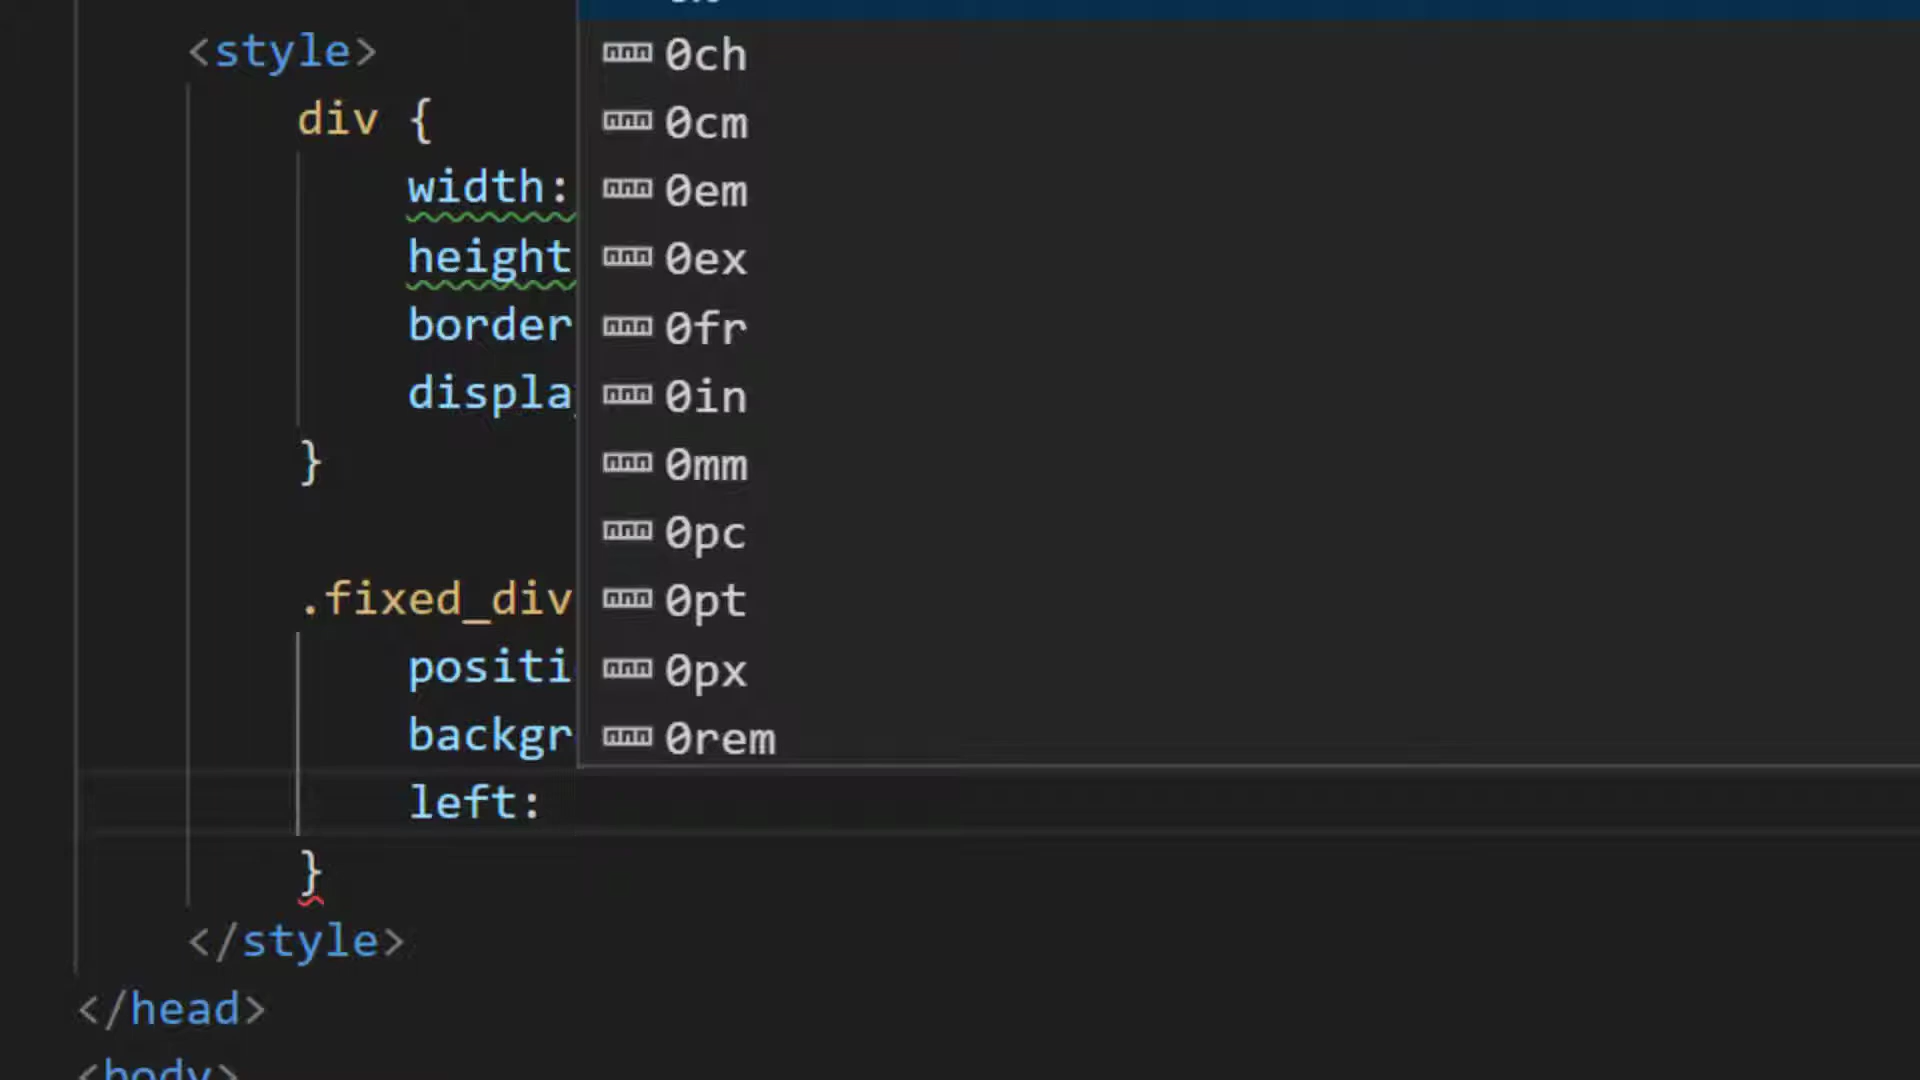 <style>
0ch
div {
0cm
width:
0em
height
0ex
border
0fr
0in
}
0mm
0pc
.fixed_div
0pt
positi
0px
backgr
0rem
left:
}
</style>
</head>
<body>